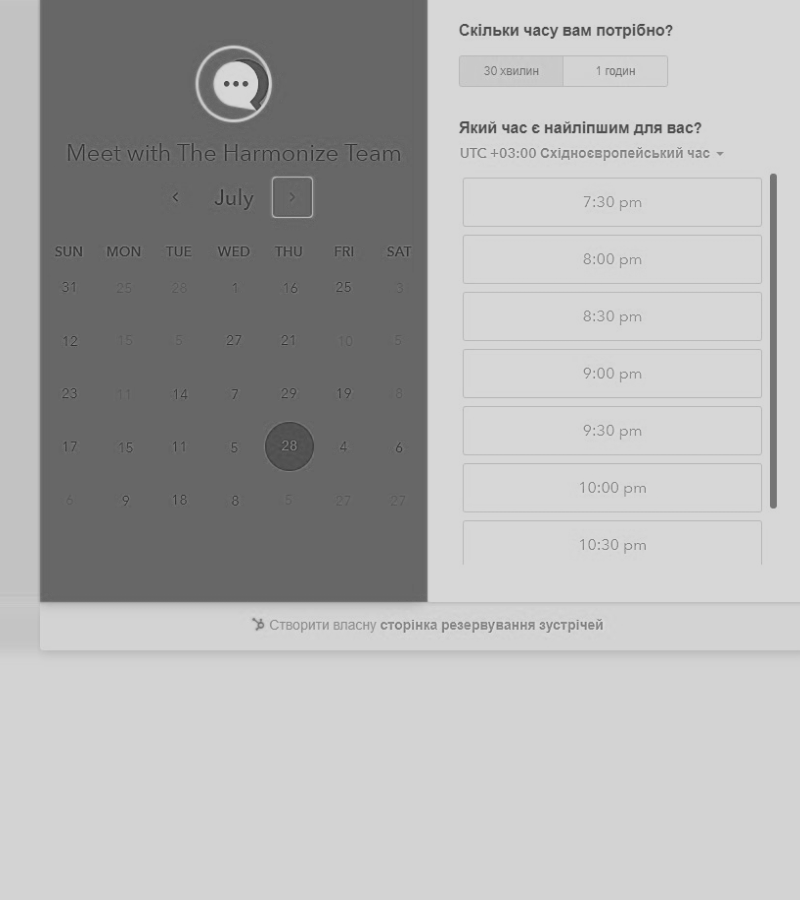 Meet with The Harmonize Team
July
SUN MON TUE WED THU FRI SAT
31 25 28 1 16 25 3
12 15 5 27 21 10 5
23 11 14 7 29 19 8
17 15 11 5 28 4 6
6 9 18 8 5 27 27
Скільки часу вам потрібно?
30 хвилин 1 годин
Який час є найліпшим для вас?
UTC +03:00 Східноєвропейський час
7:30 pm
8:00 pm
8:30 pm
9:00 pm
9:30 pm
10:00 pm
10:30 pm
Створити власну сторінка резервування зустрічей